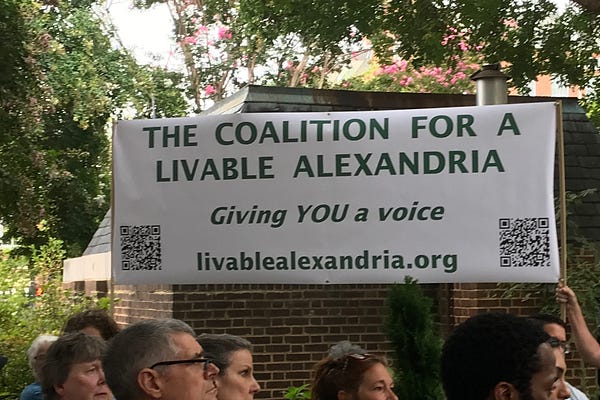 THE COALITION FOR A
LIVABLE ALEXANDRIA
Giving YOU a voice
livablealexandria.org